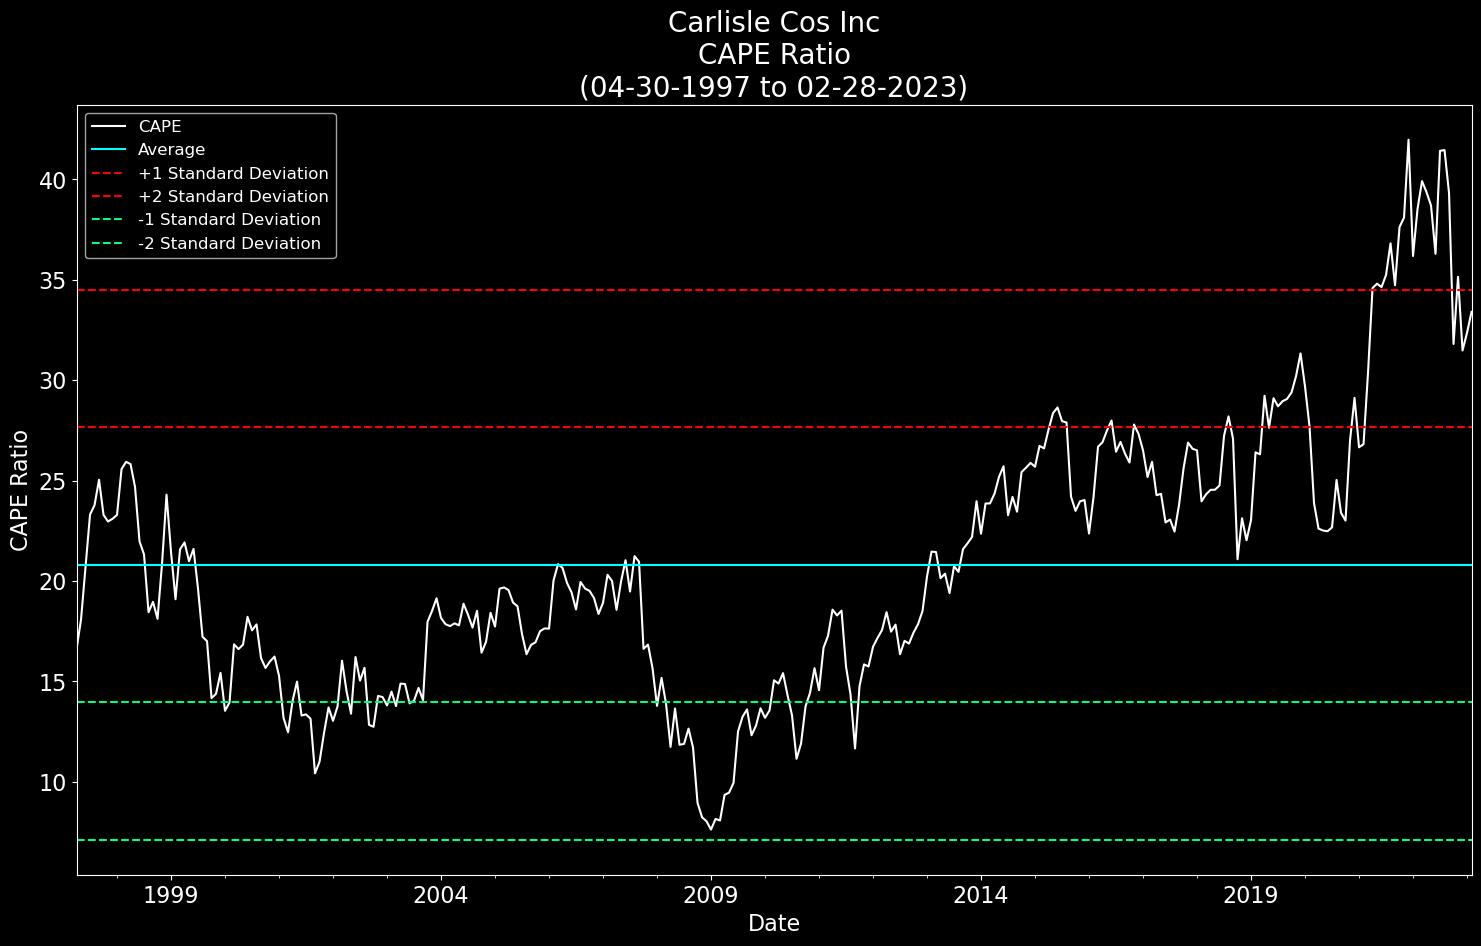 Carlisle Cos Inc
CAPE Ratio
(04-30-1997 to 02-28-2023)
CAPE
Average
+1 Standard Deviation
+2 Standard Deviation
-1 Standard Deviation
-2 Standard Deviation
CAPE Ratio
40
35
30
25
20
15
10
1999
2004
2009
2014
2019
Date